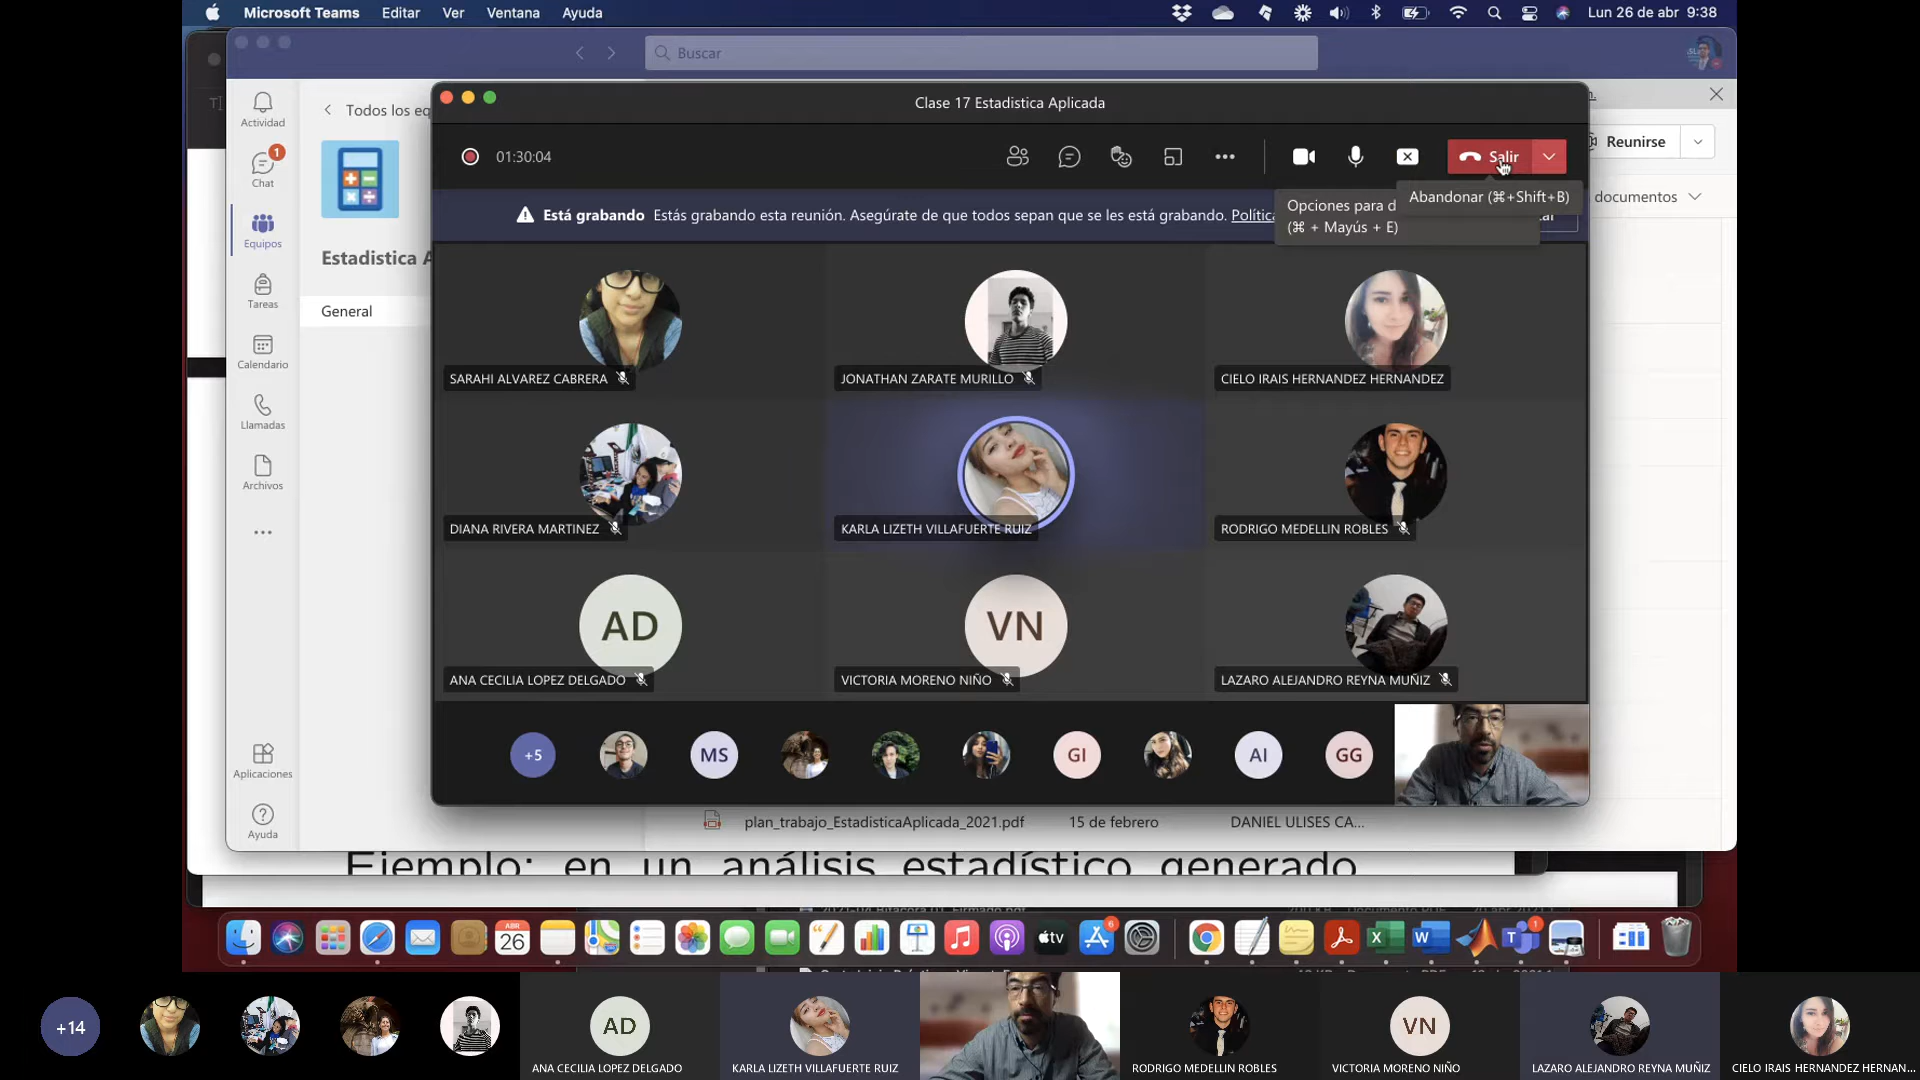 Microsoft Teams Editar Ver Ventana Ayuda Lun 26 de abr 9:38
Buscar
Todos los eq
Clase 17 Estadistica Aplicada
Reunirse
Actividad
1
Chat
Equipos
Tareas
Calendario
Llamadas
Archivos
Aplicaciones
Ayuda
Estadistica A
General
01:30:04
Salir
Abandonar (⌘+Shift+B)
documentos
Está grabando Estás grabando esta reunión. Asegúrate de que todos sepan que se les está grabando. Política
Opciones para d
(⌘ + Mayús + E)
SARAHI ALVAREZ CABRERA
JONATHAN ZARATE MURILLO
CIELO IRAIS HERNANDEZ HERNANDEZ
DIANA RIVERA MARTINEZ
KARLA LIZETH VILLAFUERTE RUIZ
RODRIGO MEDELLIN ROBLES
AD
VN
ANA CECILIA LOPEZ DELGADO
VICTORIA MORENO NIÑO
LAZARO ALEJANDRO REYNA MUÑIZ
+5 MS GI AI GG
plan_trabajo_EstadisticaAplicada_2021.pdf 15 de febrero DANIEL ULISES CA...
Ejemplo: en un análisis estadístico generado
ABR
26
tv
6
1
+14
AD
VN
ANA CECILIA LOPEZ DELGADO
KARLA LIZETH VILLAFUERTE RUIZ
RODRIGO MEDELLIN ROBLES
VICTORIA MORENO NIÑO
LAZARO ALEJANDRO REYNA MUÑIZ
CIELO IRAIS HERNANDEZ HERNAN...